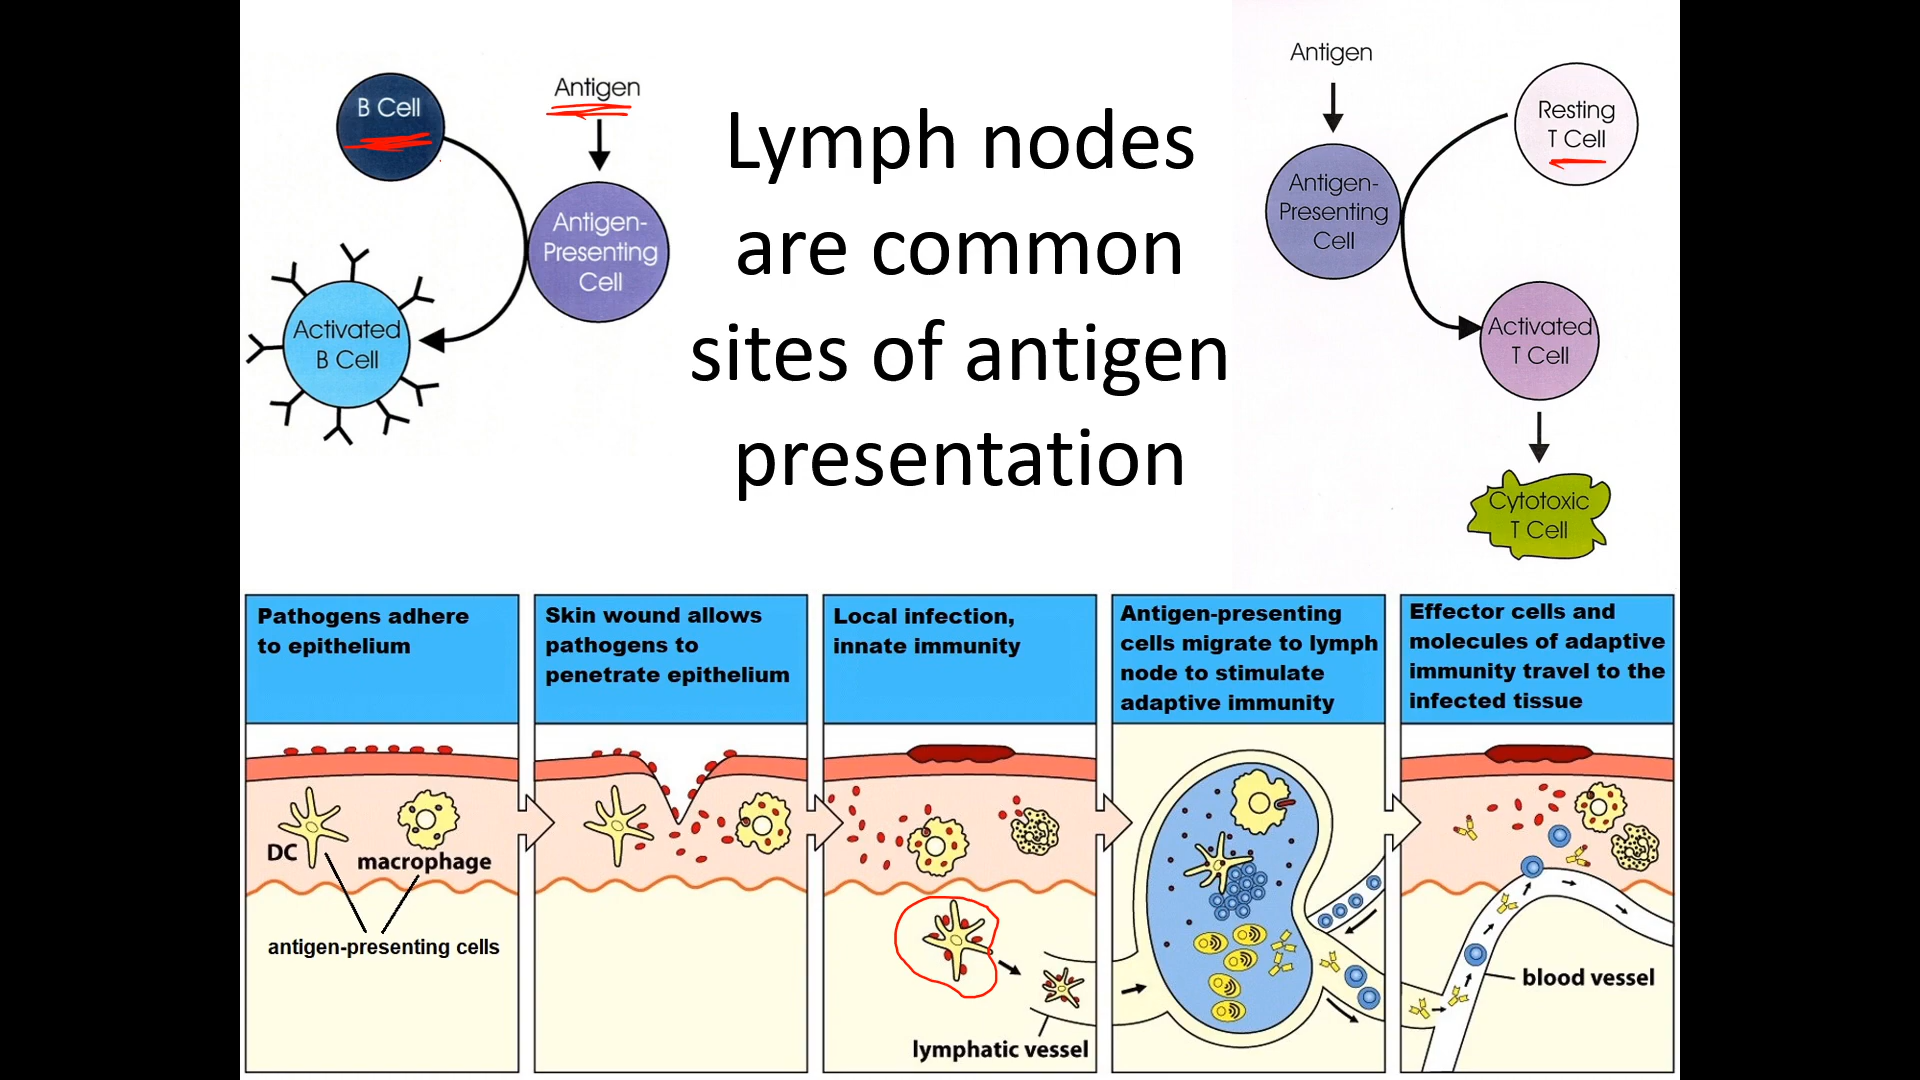 B Cell
Antigen
Antigen-
Presenting
Cell
Activated
B Cell
Lymph nodes
are common
sites of antigen
presentation
Antigen
Resting
T Cell
Antigen-
Presenting
Cell
Activated
T Cell
Cytotoxic
T Cell
Pathogens adhere
to epithelium
DC
macrophage
antigen-presenting cells
Skin wound allows
pathogens to
penetrate epithelium
Local infection,
innate immunity
lymphatic vessel
Antigen-presenting
cells migrate to lymph
node to stimulate
adaptive immunity
Effector cells and
molecules of adaptive
immunity travel to the
infected tissue
blood vessel